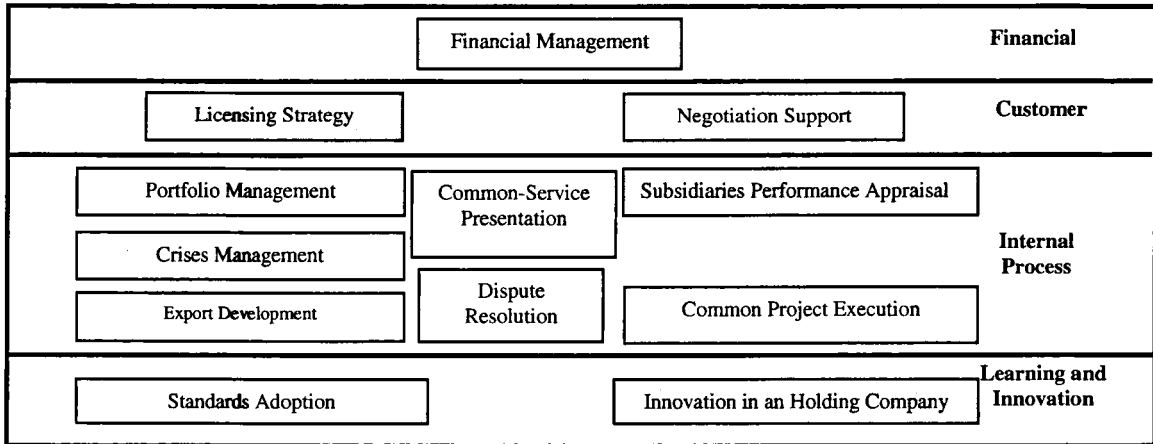 Financial Management
Financial
Licensing Strategy
Negotiation Support
Customer
Portfolio Management
Common-Service
Presentation
Subsidiaries Performance Appraisal
Crises Management
Internal
Process
Export Development
Dispute
Resolution
Common Project Execution
Learning and
Innovation
Standards Adoption
Innovation in an Holding Company